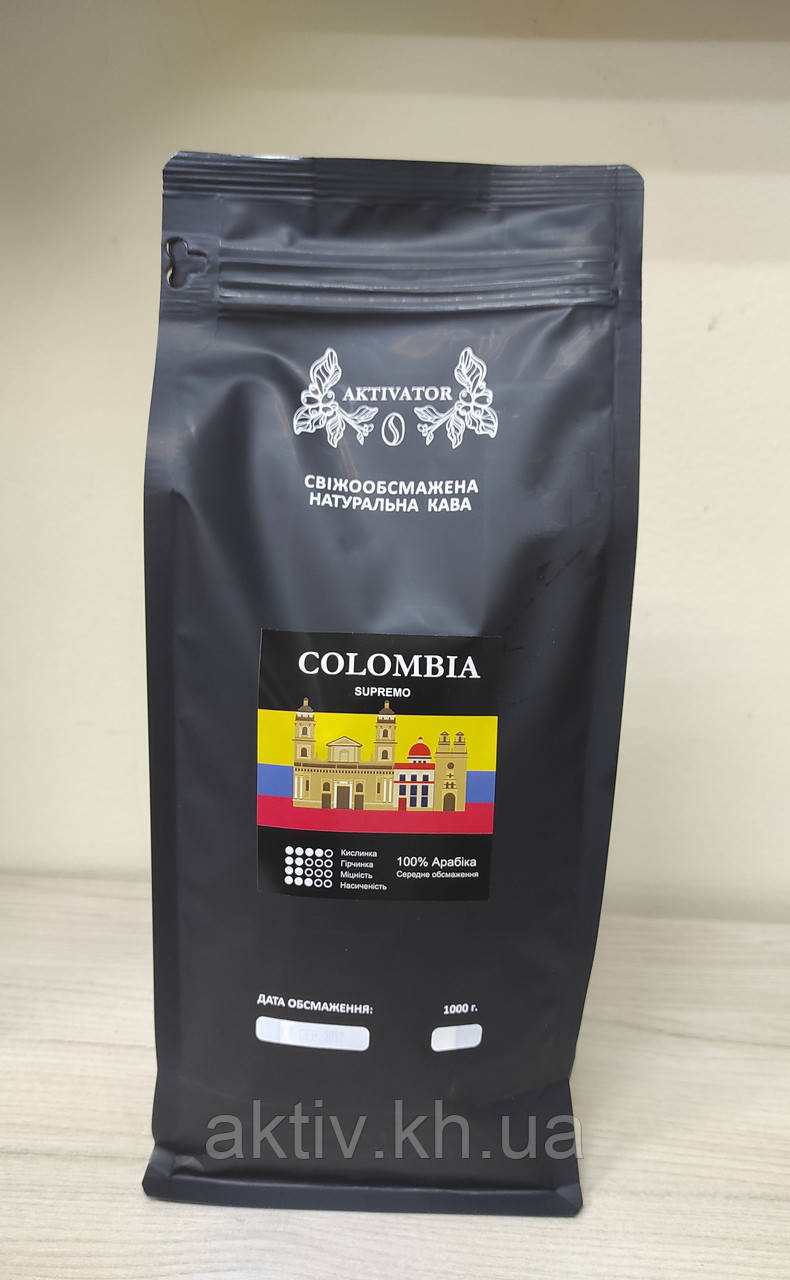 AKTIVATOR
СВІЖООБСМАЖЕНА
НАТУРАЛЬНА КАВА
COLOMBIA
SUPREMO
Кислинка
Гірчинка
Міцність
Насиченість
100% Арабіка
Середне обсмаження
ДАТА ОБСМАЖЕННЯ:
1000 г.
aktiv.kh.ua